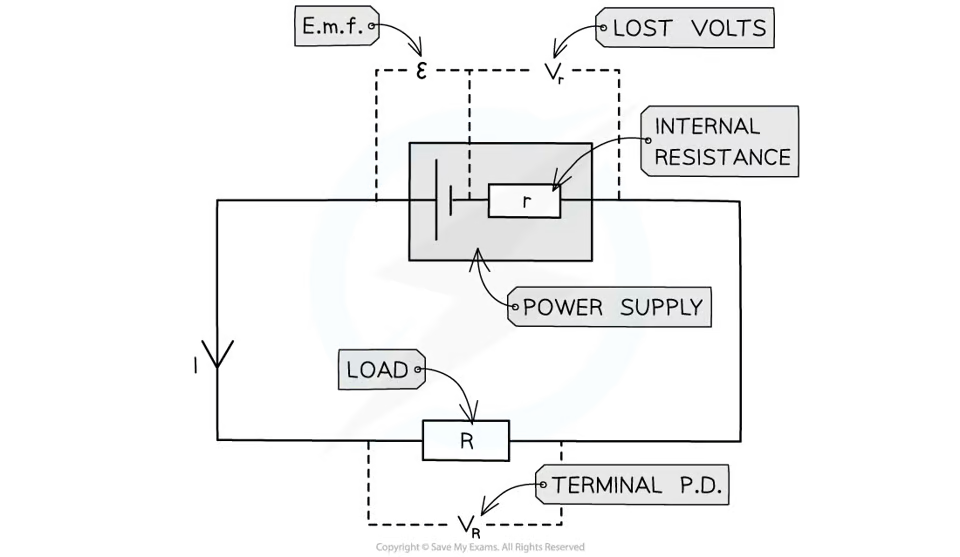 E.m.f.
LOST VOLTS
ε
Vr
INTERNAL
RESISTANCE
r
POWER SUPPLY
I
LOAD
R
TERMINAL P.D.
VR
Copyright © Save My Exams. All Rights Reserved